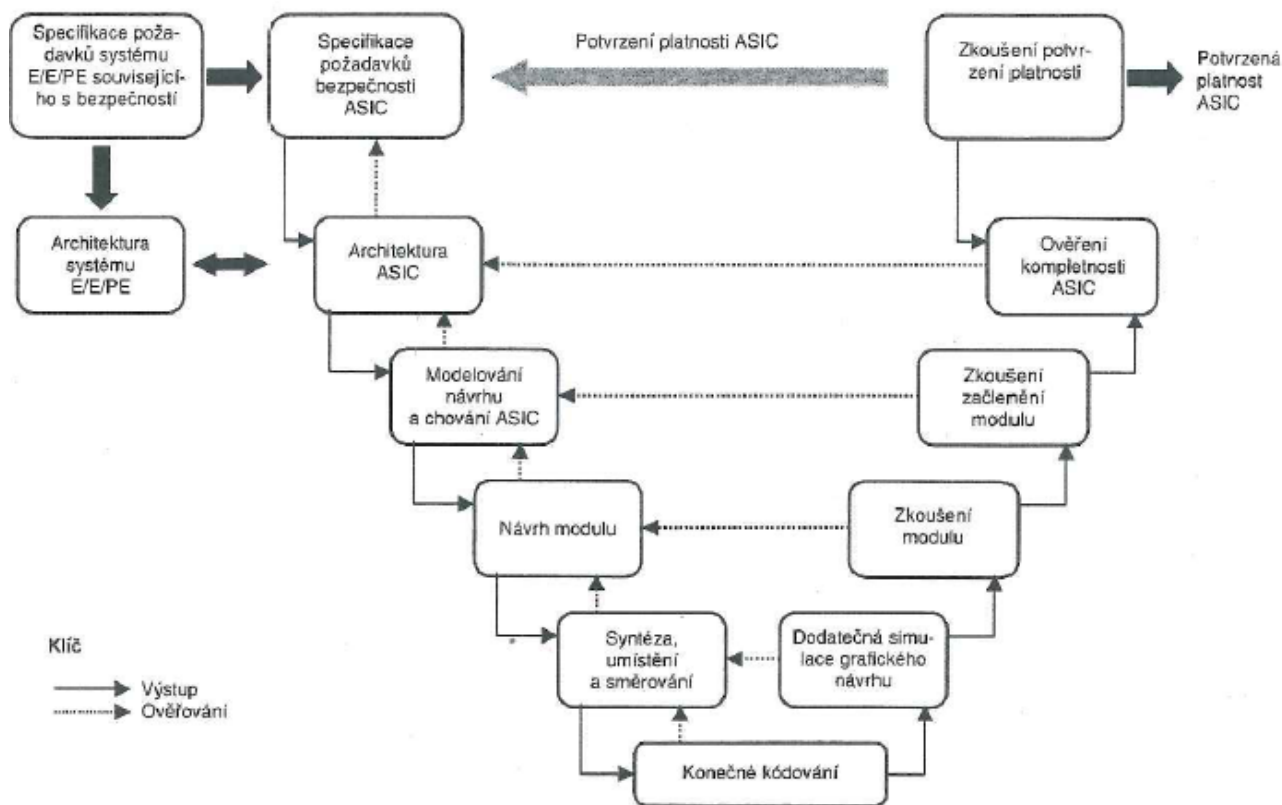 Specifikace poža-
davků systému
E/E/PE související-
ho s bezpečností
Specifikace
požadavků
bezpečnosti
ASIC
Potvrzení platnosti ASIC
Zkoušení potvr-
zení platnosti
Potvrzená
platnost
ASIC
Architektura
systému
E/E/PE
Architektura
ASIC
Ověření
kompletnosti
ASIC
Modelování
návrhu
a chování ASIC
Zkoušení
začlenění
modulu
Návrh modulu
Zkoušení
modulu
Syntéza,
umístění
a směrování
Dodatečná simu-
lace grafického
návrhu
Konečné kódování
Klíč
Výstup
Ověřování